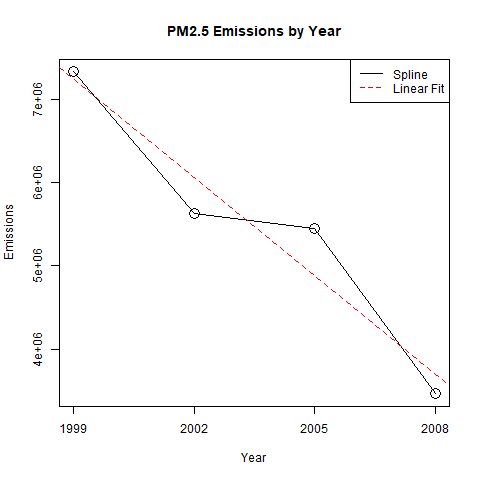 PM2.5 Emissions by Year
Spline
Linear Fit
7e+06
6e+06
5e+06
4e+06
Emissions
1999
2002
2005
2008
Year